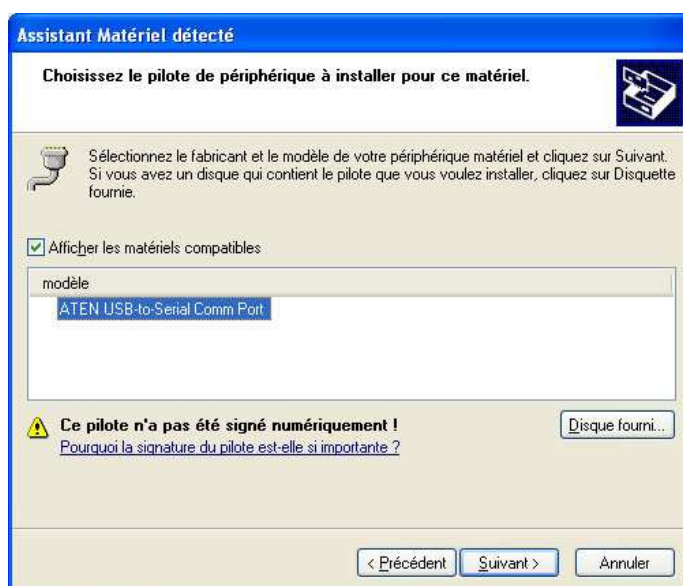 Assistant Matériel détecté
Choisissez le pilote de périphérique à installer pour ce matériel.
Sélectionnez le fabricant et le modèle de votre périphérique matériel et cliquez sur Suivant.
Si vous avez un disque qui contient le pilote que vous voulez installer, cliquez sur Disquette
fournie.
Afficher les matériels compatibles
modèle
ATEN USB-to-Serial Comm Port
Ce pilote n'a pas été signé numériquement !
Disque fourni...
Pourquoi la signature du pilote est-elle si importante ?
< Précédent
Suivant >
Annuler